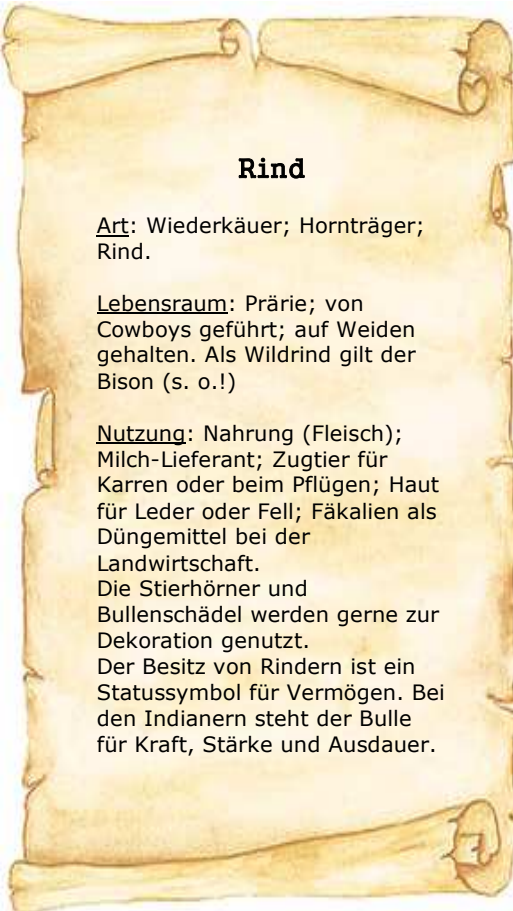 Rind
Art: Wiederkäuer; Hornträger;
Rind.
Lebensraum: Prärie; von
Cowboys geführt; auf Weiden
gehalten. Als Wildrind gilt der
Bison (s. o.!)
Nutzung: Nahrung (Fleisch);
Milch-Lieferant; Zugtier für
Karren oder beim Pflügen; Haut
für Leder oder Fell; Fäkalien als
Düngemittel bei der
Landwirtschaft.
Die Stierhörner und
Bullenschädel werden gerne zur
Dekoration genutzt.
Der Besitz von Rindern ist ein
Statussymbol für Vermögen. Bei
den Indianern steht der Bulle
für Kraft, Stärke und Ausdauer.